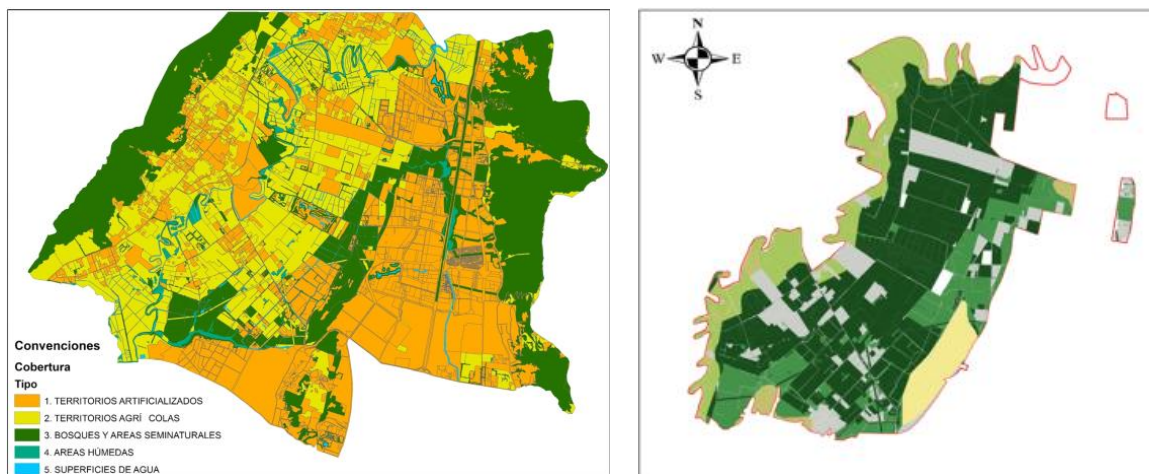 Convenciones
Cobertura
Tipo
1. TERRITORIOS ARTIFICIALIZADOS
2. TERRITORIOS AGRÍ COLAS
3. BOSQUES Y AREAS SEMINATURALES
4. AREAS HÚMEDAS
5. SUPERFICIES DE AGUA
N
W E
S